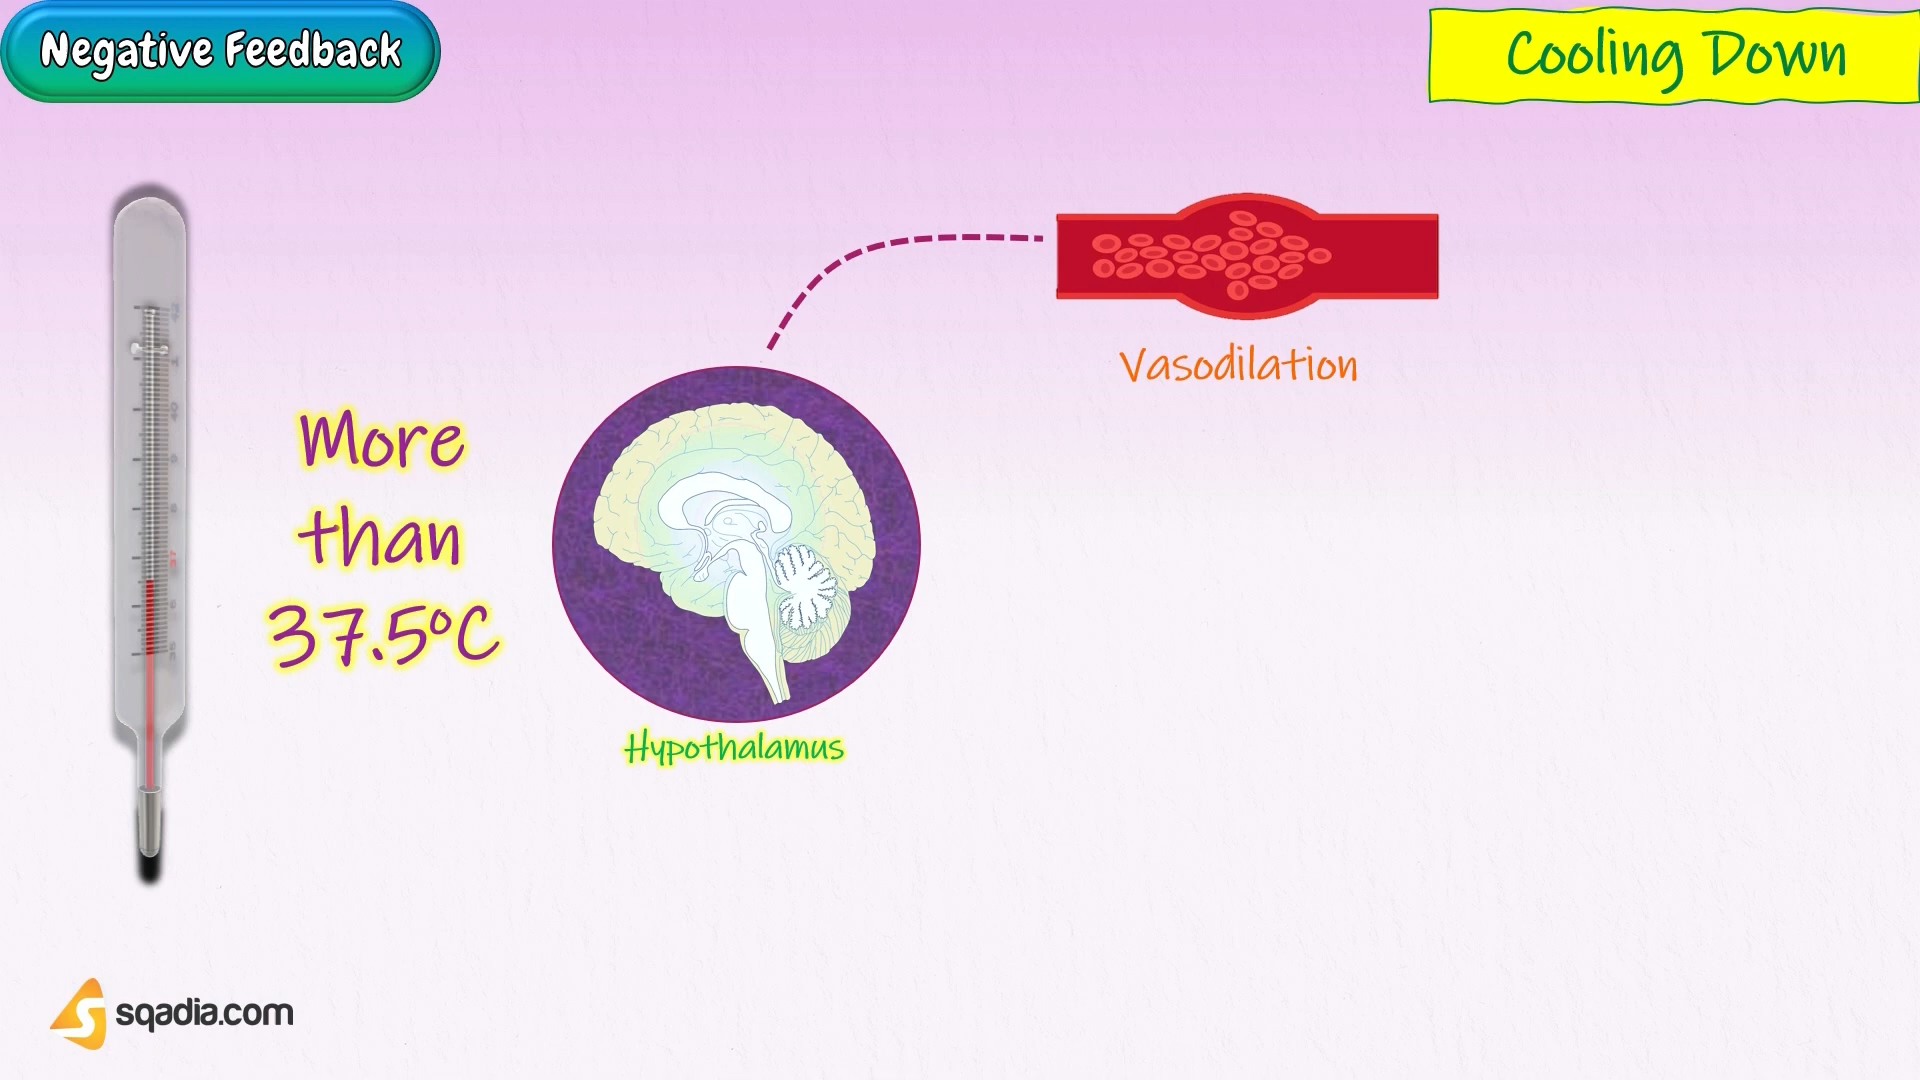 Negative Feedback
Cooling Down
More
than
37.5°C
Vasodilation
Hypothalamus
sqadia.com